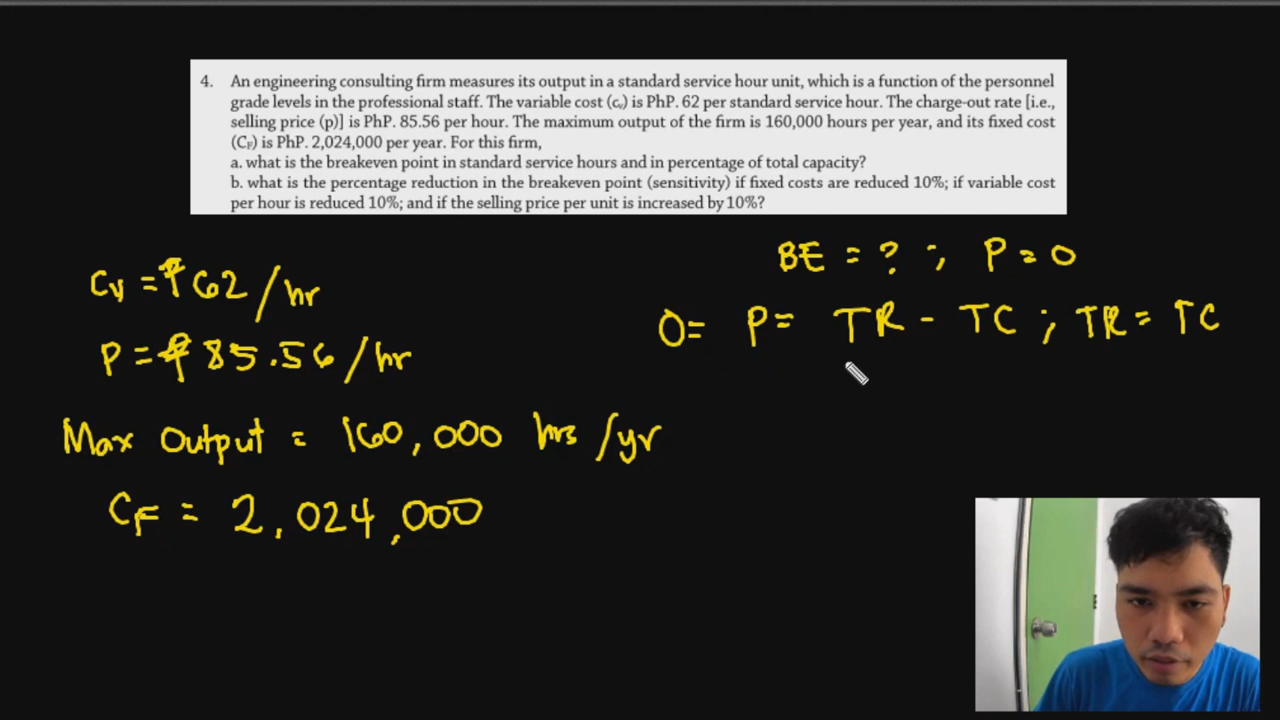 4. An engineering consulting firm measures its output in a standard service hour unit, which is a function of the personnel
grade levels in the professional staff. The variable cost (cᵥ) is PhP. 62 per standard service hour. The charge-out rate [i.e.,
selling price (p)] is PhP. 85.56 per hour. The maximum output of the firm is 160,000 hours per year, and its fixed cost
(C_F) is PhP. 2,024,000 per year. For this firm,
a. what is the breakeven point in standard service hours and in percentage of total capacity?
b. what is the percentage reduction in the breakeven point (sensitivity) if fixed costs are reduced 10%; if variable cost
per hour is reduced 10%; and if the selling price per unit is increased by 10%?
BE = ? ; P = 0
Cv = ₱62/hr
O = P = TR - TC ; TR = TC
P = ₱85.56/hr
Max Output = 160,000 hrs/yr
C_F = 2,024,000